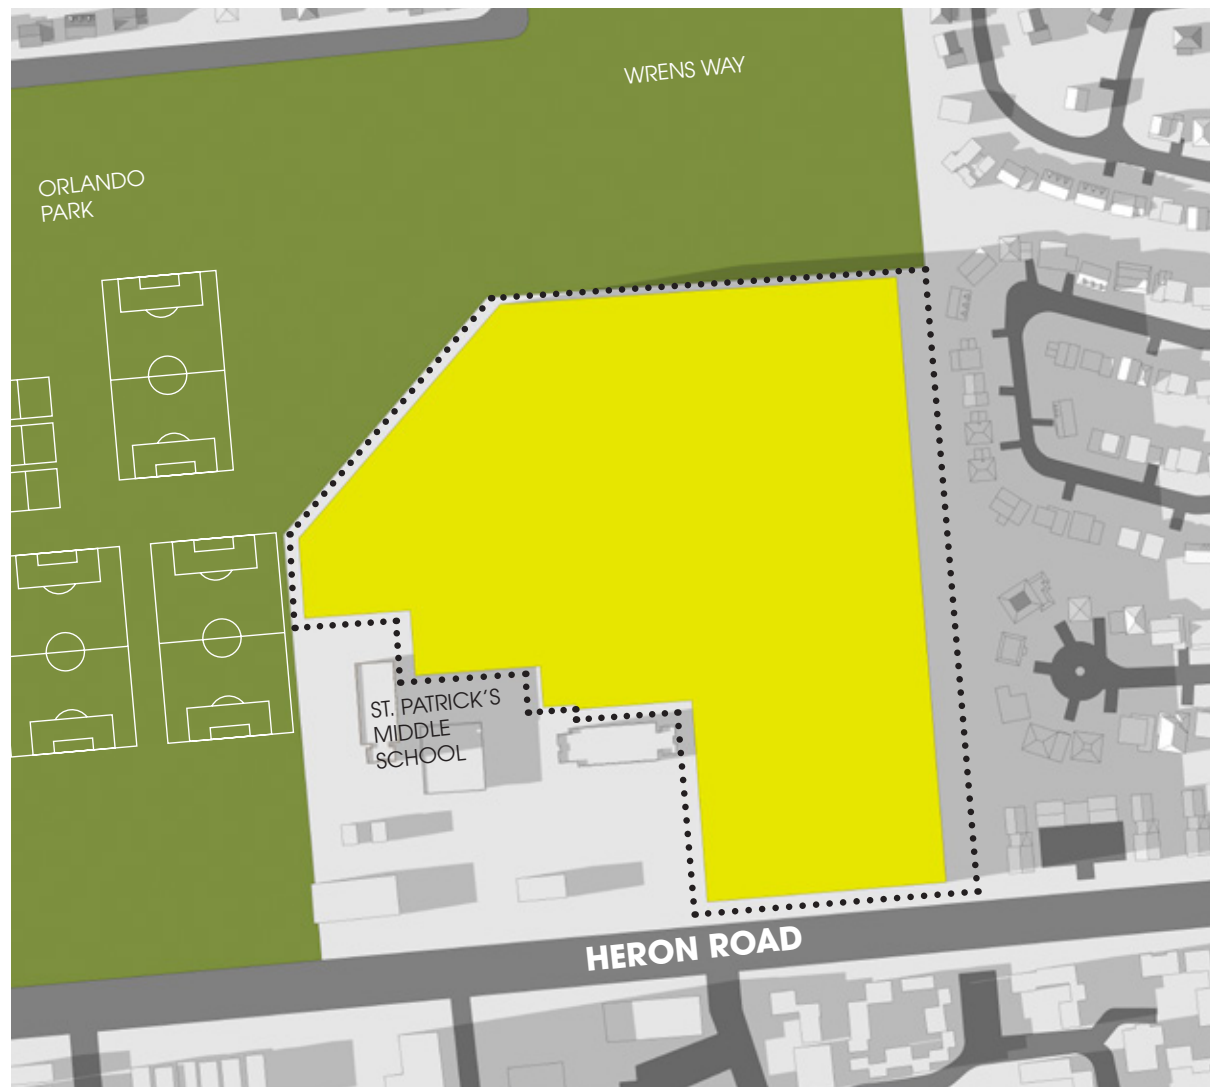 WRENS WAY
ORLANDO
PARK
ST. PATRICK’S
MIDDLE
SCHOOL
HERON ROAD